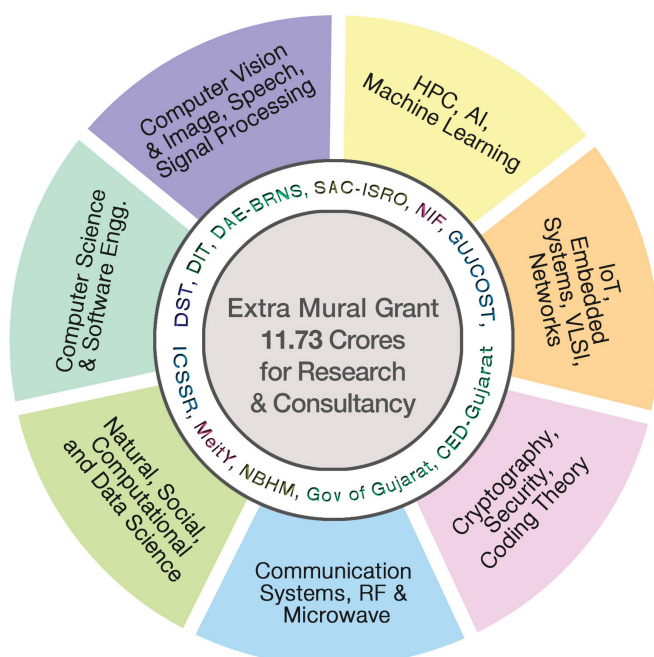 Computer Vision
& Image, Speech,
Signal Processing
HPC, AI,
Machine Learning
IoT,
Embedded
Systems, VLSI,
Networks
Cryptography,
Security,
Coding Theory
Communication
Systems, RF &
Microwave
Natural, Social,
Computational
and Data Science
Computer Science
& Software Engg.
DST, DIT, DAE-BRNS, SAC-ISRO, NIF, GUJCOST,
ICSSR, MeitY, NBHM, Gov of Gujarat, CED-Gujarat
Extra Mural Grant
11.73 Crores
for Research
& Consultancy